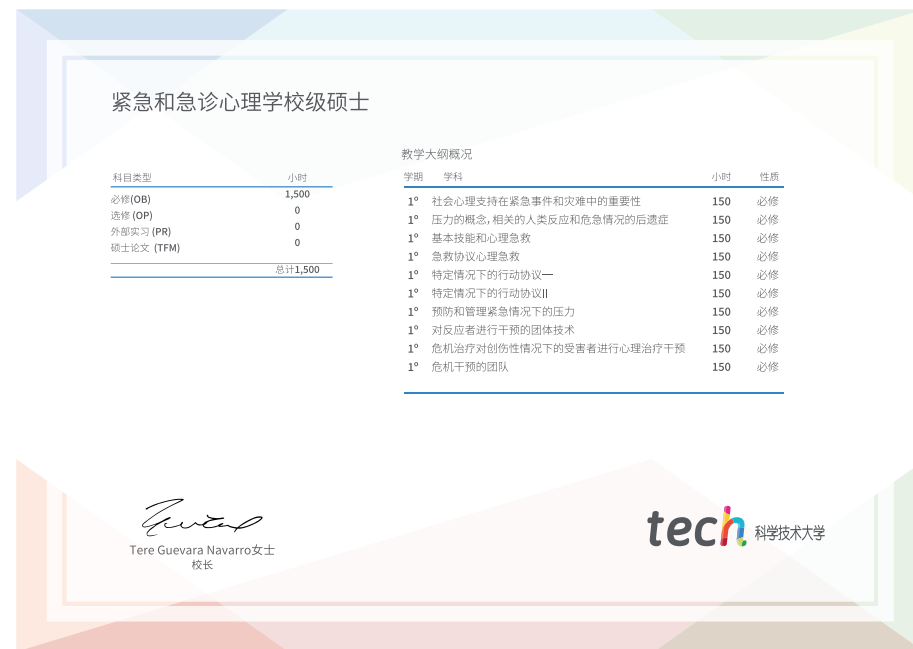 紧急和急诊心理学校级硕士
科目类型 小时
必修(OB) 1,500
选修 (OP) 0
外部实习 (PR) 0
硕士论文 (TFM) 0
总计1,500
教学大纲概况
学期 学科 小时 性质
1º 社会心理支持在紧急事件和灾难中的重要性 150 必修
1º 压力的概念，相关的人类反应和危急情况的后遗症 150 必修
1º 基本技能和心理急救 150 必修
1º 急救协议心理急救 150 必修
1º 特定情况下的行动协议一 150 必修
1º 特定情况下的行动协议II 150 必修
1º 预防和管理紧急情况下的压力 150 必修
1º 对反应者进行干预的团体技术 150 必修
1º 危机治疗对创伤性情况下的受害者进行心理治疗干预 150 必修
1º 危机干预的团队 150 必修
Tere Guevara Navarro女士
校长
tech 科学技术大学